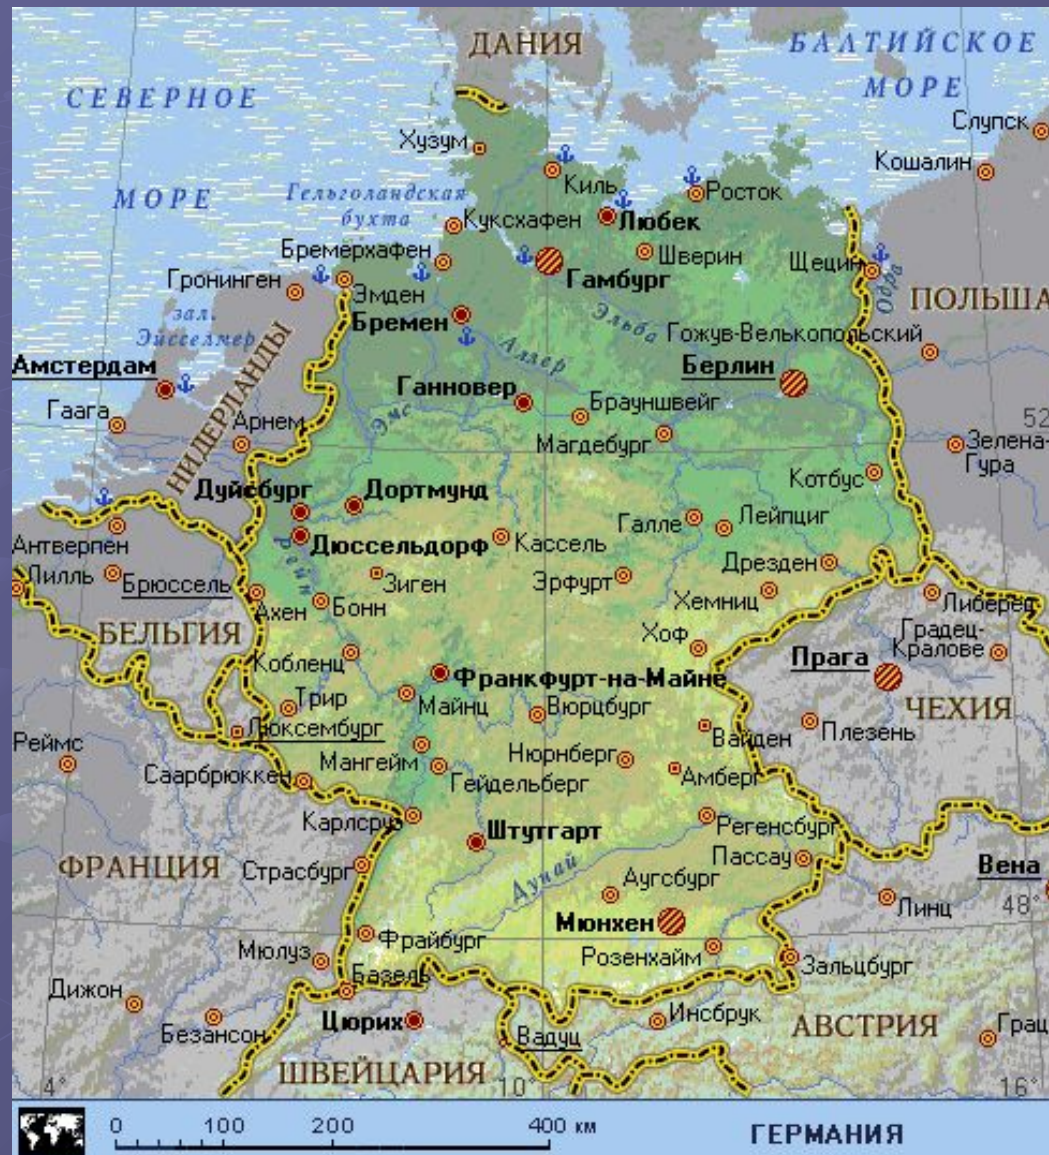 ДАНИЯ
БАЛТИЙСКОЕ
МОРЕ
СЕВЕРНОЕ
МОРЕ
Слупск
Хузум
Кошалин
Киль
Росток
Гельголандская
бухта
Куксхафен
Любек
Бремерхафен
Шверин
Щецин
Гронинген
Эмден
Гамбург
Одра
ПОЛЬША
зал.
Эйсселмер
Бремен
Эльба
Гожув-Велькопольский
Аллер
НИДЕРЛАНДЫ
Амстердам
Ганновер
Берлин
Гаага
Арнем
Эмс
Брауншвейг
Магдебург
52
Зелена-
Гура
Дуйсбург
Дортмунд
Котбус
Галле
Лейпциг
Антверпен
Дюссельдорф
Кассель
Рейн
Лилль
Брюссель
Зиген
Эрфурт
Дрезден
Ахен
Бонн
Хемниц
Либерец
БЕЛЬГИЯ
Хоф
Градец-
Кралове
Кобленц
Прага
Франкфурт-на-Майне
Трир
Майнц
Вюрцбург
ЧЕХИЯ
Люксембург
Вайден
Плезень
Реймс
Мангейм
Нюрнберг
Саарбрюккен
Гейдельберг
Амберг
Карлсруэ
Регенсбург
Штутгарт
ФРАНЦИЯ
Страсбург
Пассау
Дунай
Аугсбург
Вена
Линц
48°
Мюнхен
Фрайбург
Мюлуз
Розенхайм
Зальцбург
Базель
Дижон
Безансон
Цюрих
Инсбрук
АВСТРИЯ
Вадуц
Грац
ШВЕЙЦАРИЯ
4°
10°
16°
0 100 200 400 км
ГЕРМАНИЯ